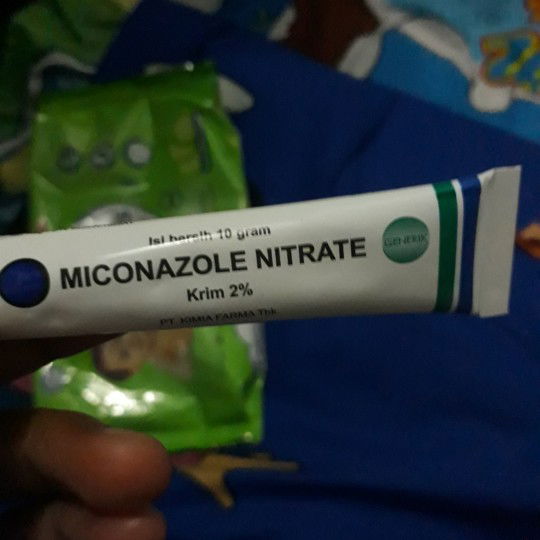 Isi bersih 10 gram
MICONAZOLE NITRATE
GENERIK
Krim 2%
PT. KIMIA FARMA Tbk